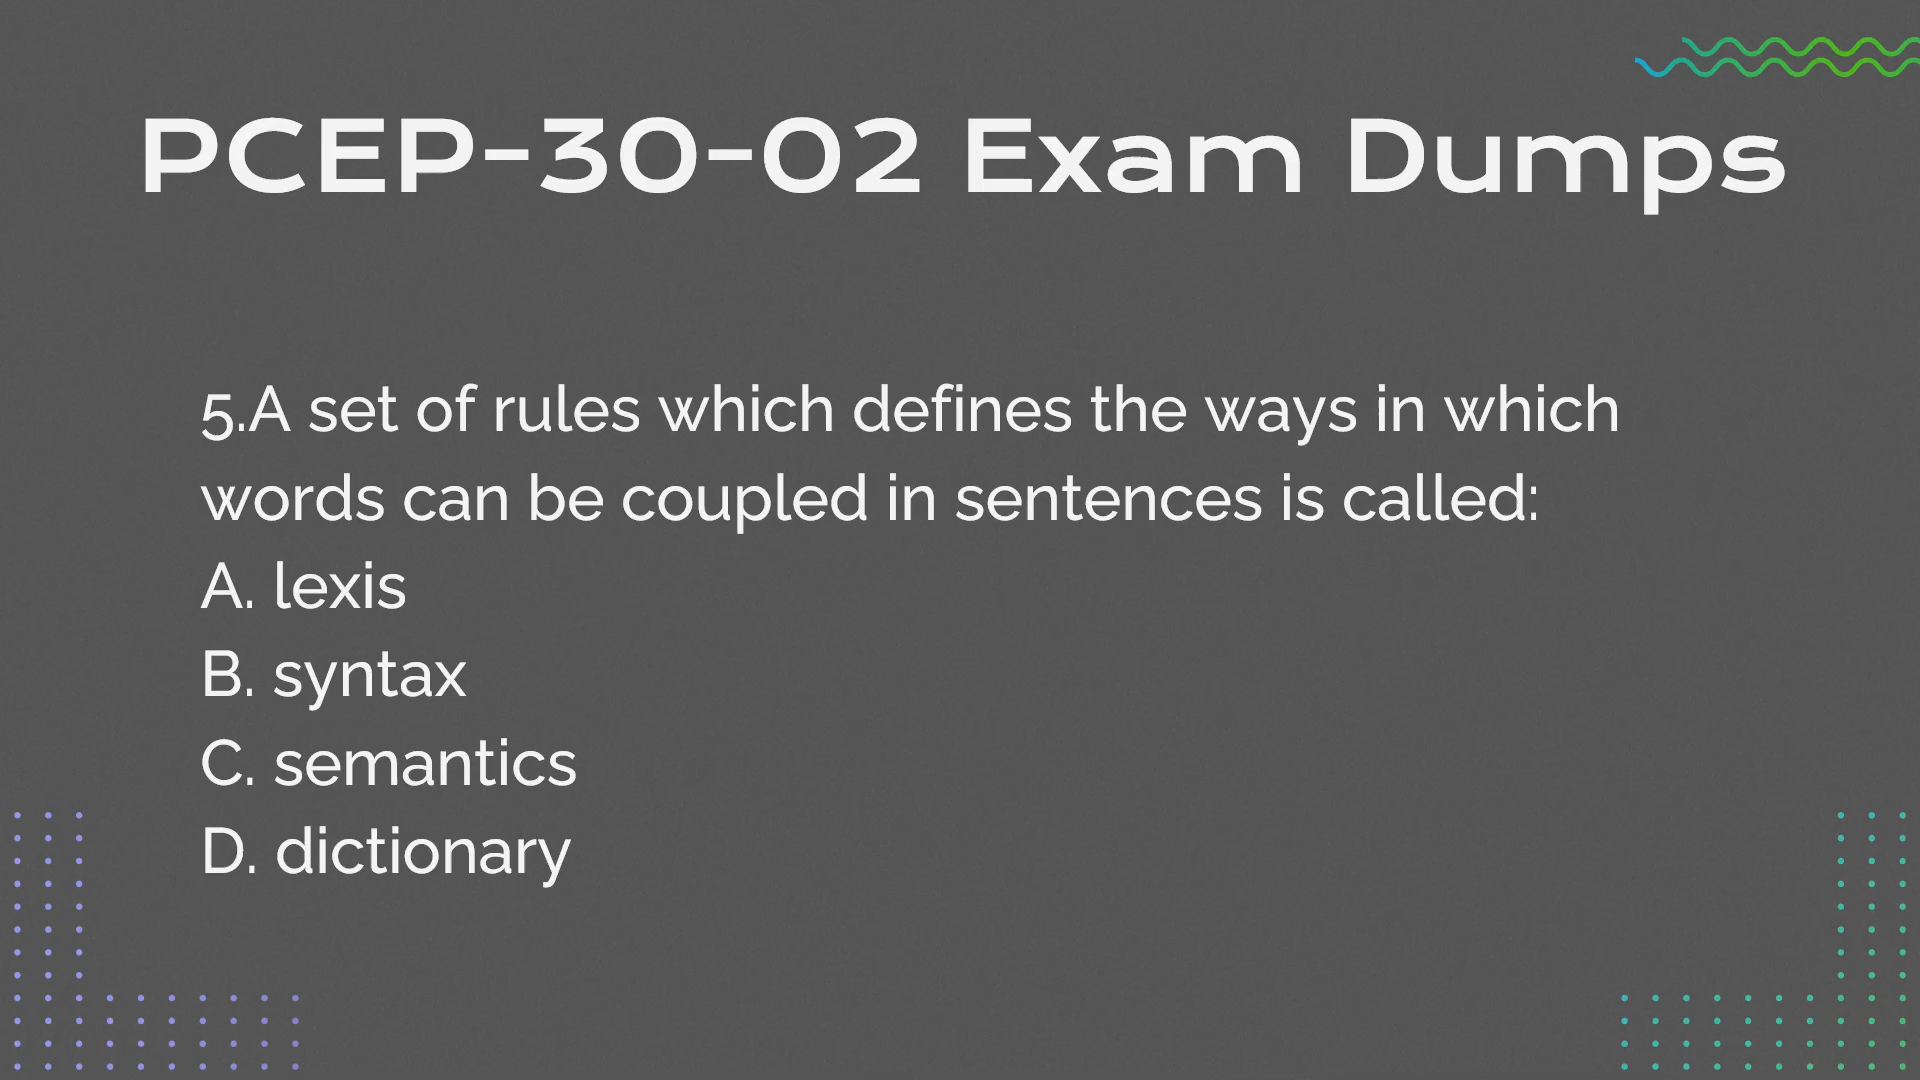 PCEP-30-02 Exam Dumps
5.A set of rules which defines the ways in which
words can be coupled in sentences is called:
A. lexis
B. syntax
C. semantics
D. dictionary